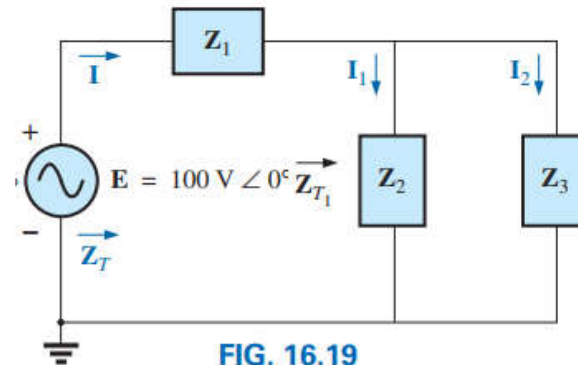 Z1
I
I1
I2
+
E = 100 V ∠ 0° ZT1
Z2
Z3
−
ZT
FIG. 16.19